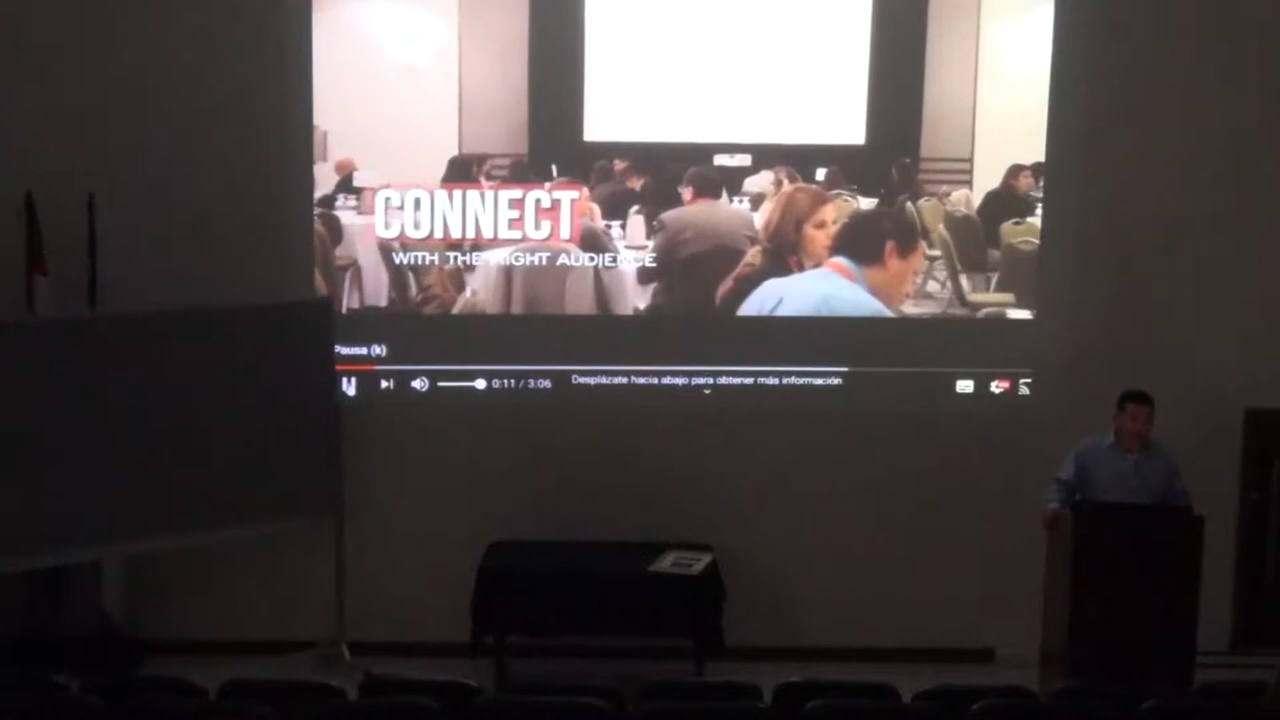 CONNECT
WITH THE RIGHT AUDIENCE
Pausa (k)
0:11 / 3:06
Desplázate hacia abajo para obtener más información